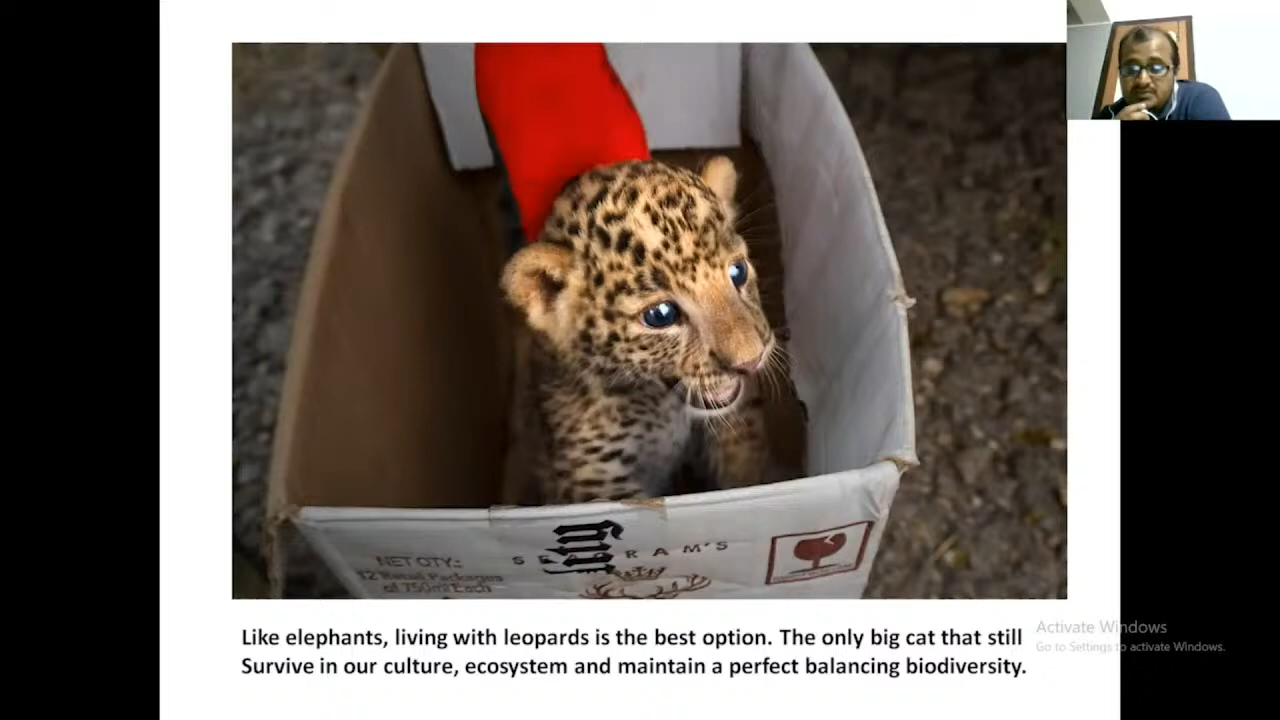 NET QTY.:
12 Retail Packages
of 750ml Each
SEAGRAM'S
Like elephants, living with leopards is the best option. The only big cat that still
Survive in our culture, ecosystem and maintain a perfect balancing biodiversity.
Activate Windows
Go to Settings to activate Windows.